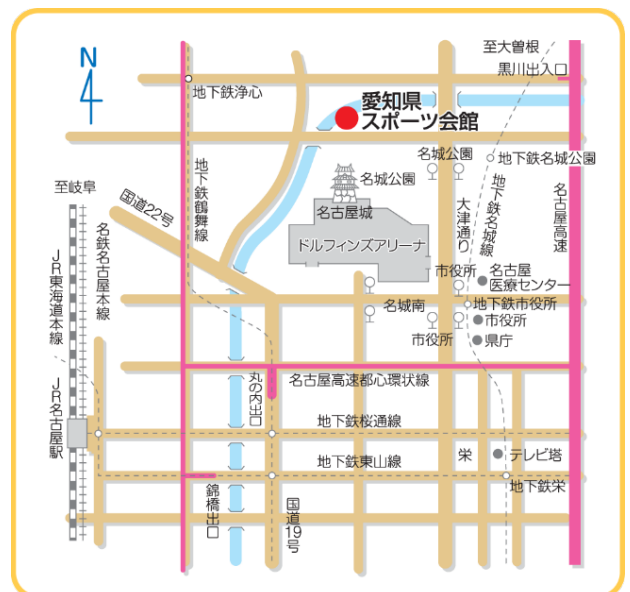 N
至大曽根
黒川出入口
地下鉄浄心
愛知県
スポーツ会館
名城公園
地下鉄名城公園
地下鉄鶴舞線
名城公園
地下鉄名城線
大津通り
名古屋高速
至岐阜
国道22号
名古屋城
ドルフィンズアリーナ
名鉄名古屋本線
JR東海道本線
市役所
名古屋
医療センター
名城南
地下鉄市役所
市役所
市役所
県庁
名古屋高速都心環状線
丸の内出口
JR名古屋駅
地下鉄桜通線
栄
テレビ塔
地下鉄東山線
地下鉄栄
錦橋出口
国道19号